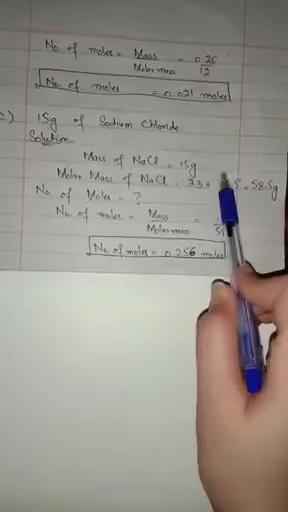 No. of moles = Mass / Molar mass = 0.25 / 12
No. of moles = 0.021 moles
c) 15g of Sodium Chloride
Solution
Mass of NaCl = 15g
Molar Mass of NaCl = 58.5g
No. of Moles = ?
No. of moles = Mass / Molar mass =
No. of moles = 0.256 moles